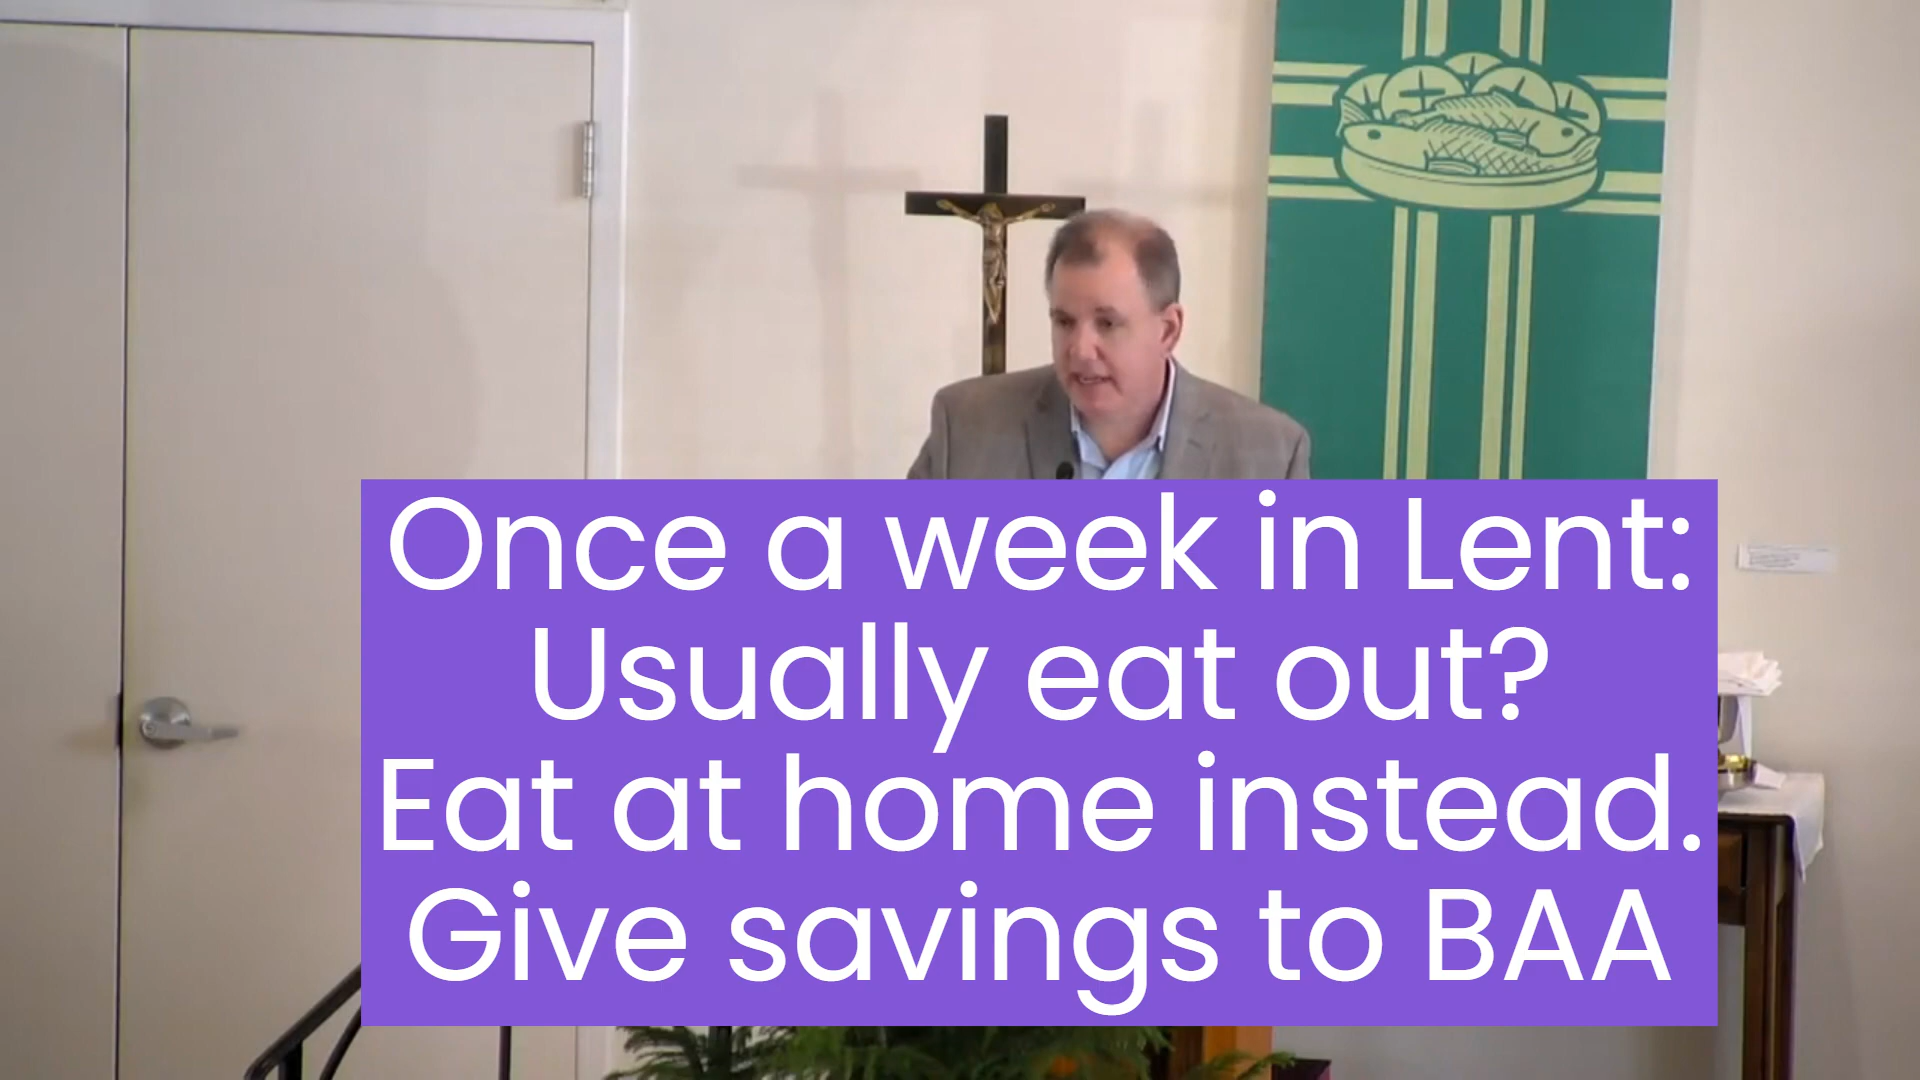 Once a week in Lent:
Usually eat out?
Eat at home instead.
Give savings to BAA